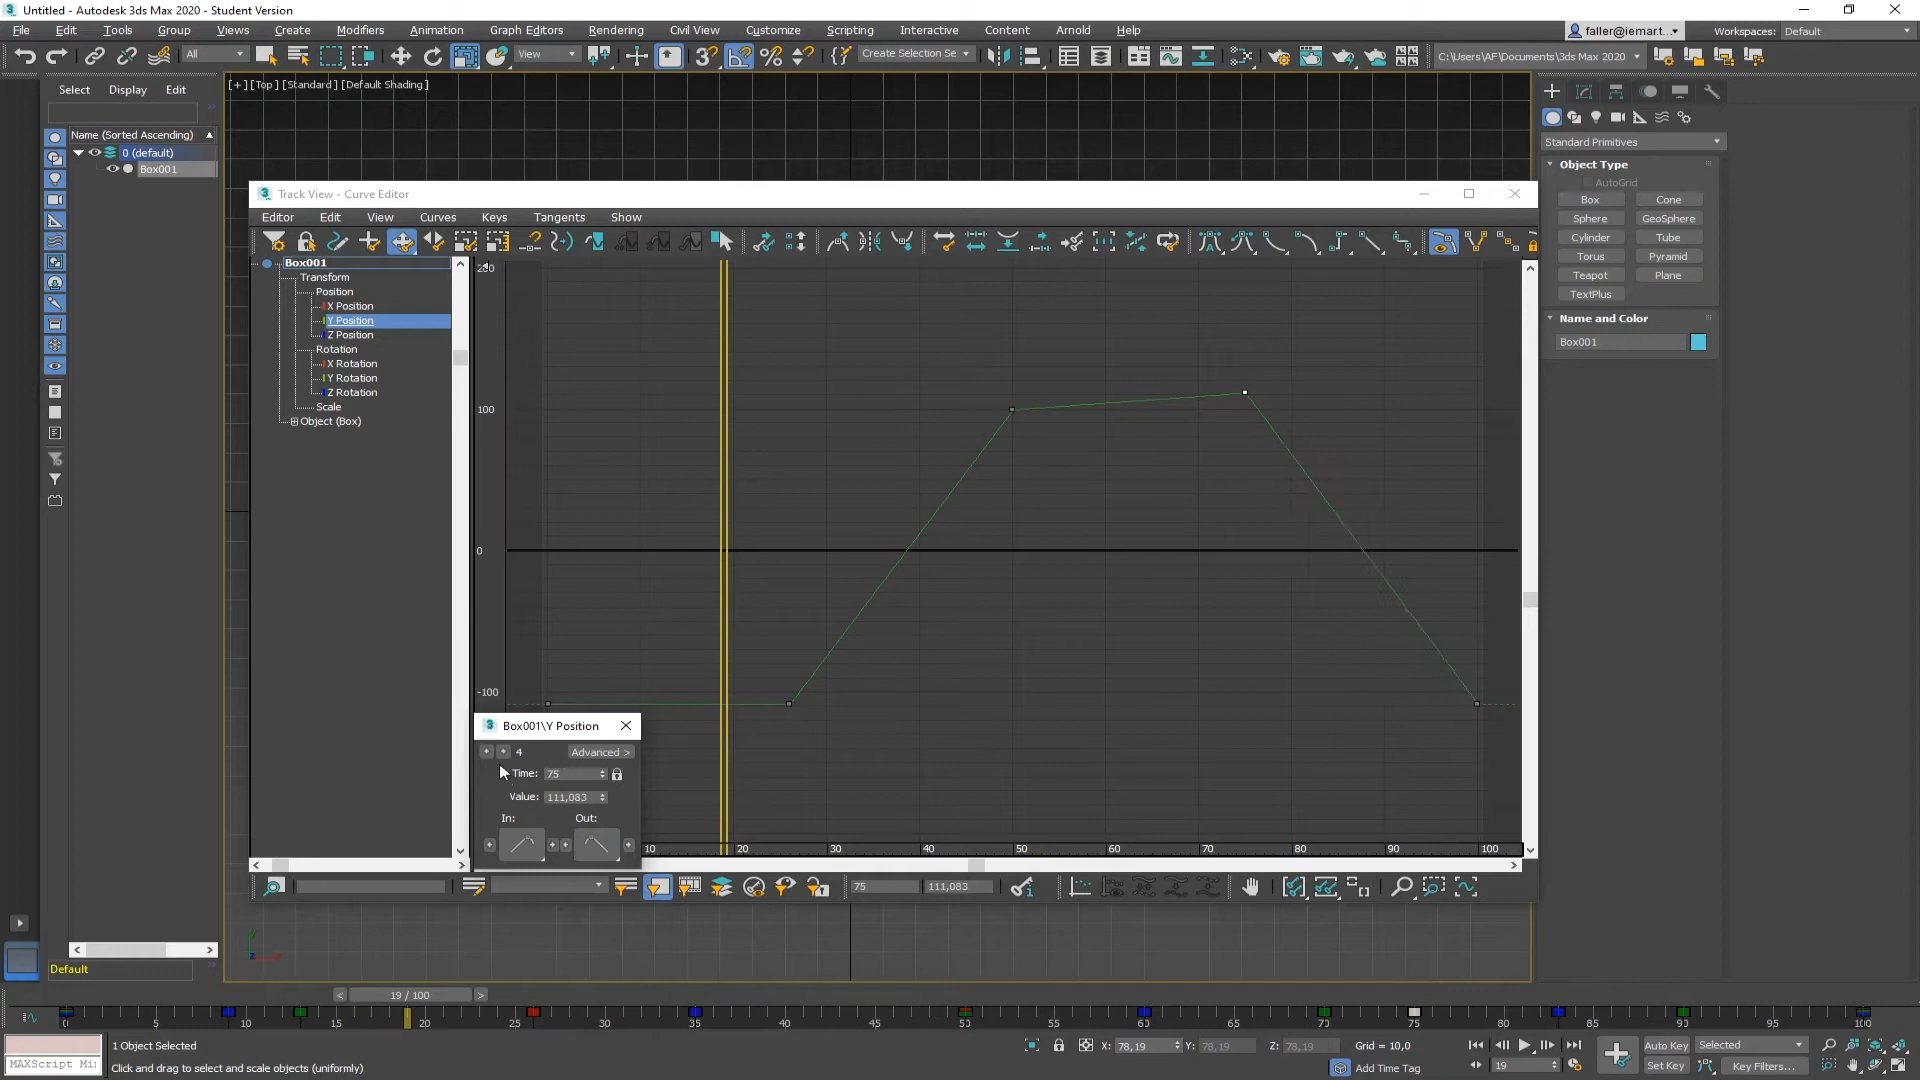 Untitled - Autodesk 3ds Max 2020 - Student Version
File Edit Tools Group Views Create Modifiers Animation Graph Editors Rendering Civil View Customize Scripting Interactive Content Arnold Help
faller@iemart... Workspaces: Default
All View Create Selection Se C:\Users\AF\Documents\3ds Max 2020
[+] [Top] [Standard] [Default Shading]
Select Display Edit
Name (Sorted Ascending)
0 (default)
Box001
Standard Primitives
Object Type
AutoGrid
Box Cone
Sphere GeoSphere
Cylinder Tube
Torus Pyramid
Teapot Plane
TextPlus
Name and Color
Box001
Track View - Curve Editor
Editor Edit View Curves Keys Tangents Show
Box001
Transform
Position
X Position
Y Position
Z Position
Rotation
X Rotation
Y Rotation
Z Rotation
Scale
Object (Box)
100
0
-100
Box001\Y Position
4 Advanced >
Time: 75
Value: 111,083
In: Out:
10 20 30 40 50 60 70 80 90 100
75 111,083
Default
19 / 100
0 5 10 15 20 25 30 35 40 45 50 55 60 65 70 75 80 85 90 95 100
1 Object Selected
X: 78,19 Y: 78,19 Z: 78,19 Grid = 10,0
Auto Key Selected
MAXScript Mi
Click and drag to select and scale objects (uniformly)
Add Time Tag
19
Set Key Key Filters...